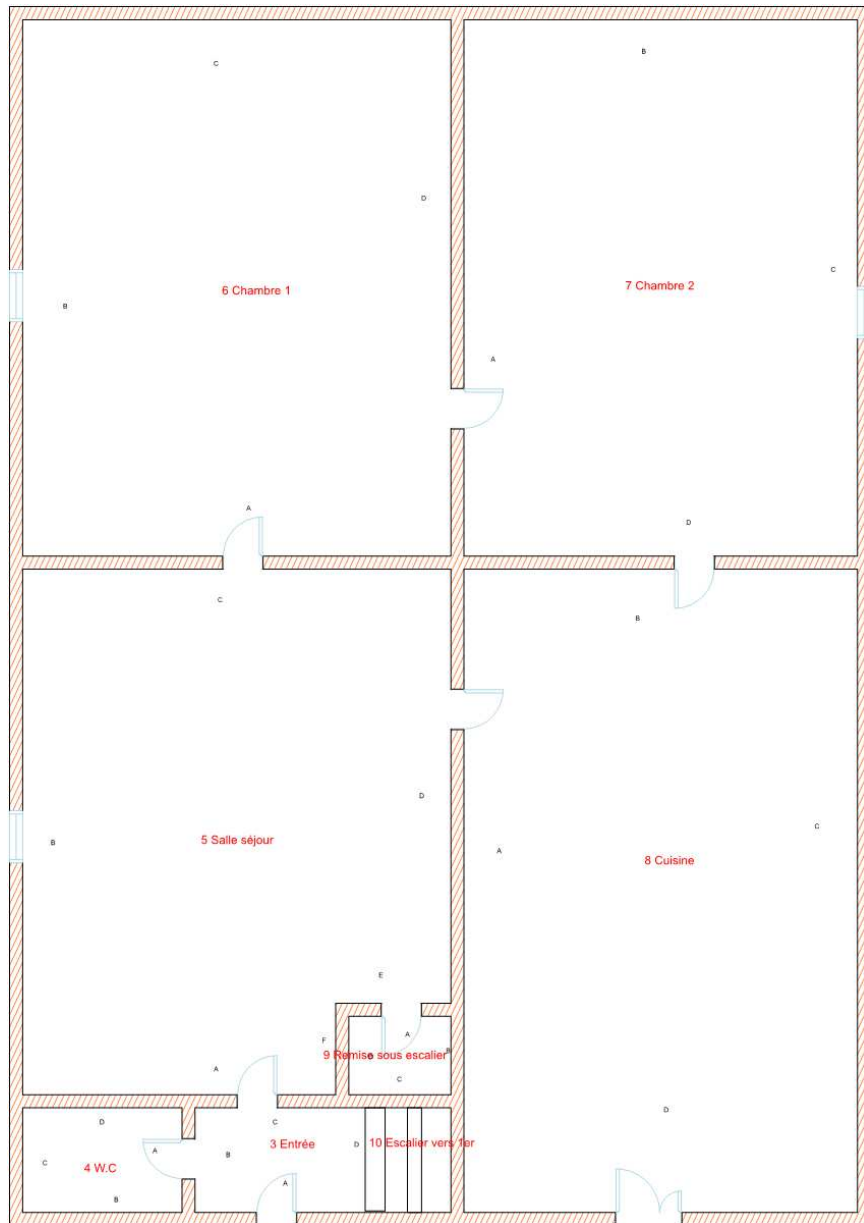 B
C
D
C
6 Chambre 1
7 Chambre 2
B
A
A
D
C
B
D
C
5 Salle séjour
B
A
8 Cuisine
E
F
A
B
9 Remise sous escalier
D
A
C
D
C
D
10 Escalier vers 1er
3 Entrée
A
B
C
4 W.C
A
B
D